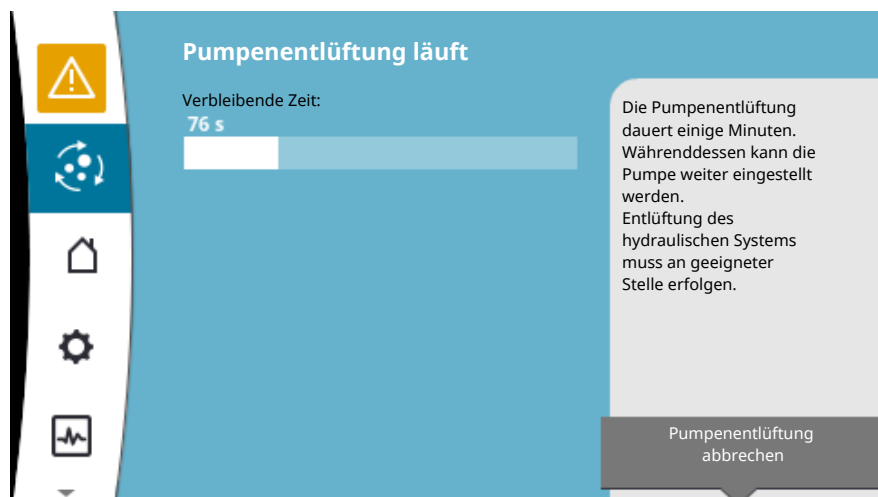 Pumpenentlüftung läuft
Verbleibende Zeit:
76 s
Die Pumpenentlüftung
dauert einige Minuten.
Währenddessen kann die
Pumpe weiter eingestellt
werden.
Entlüftung des
hydraulischen Systems
muss an geeigneter
Stelle erfolgen.
Pumpenentlüftung
abbrechen